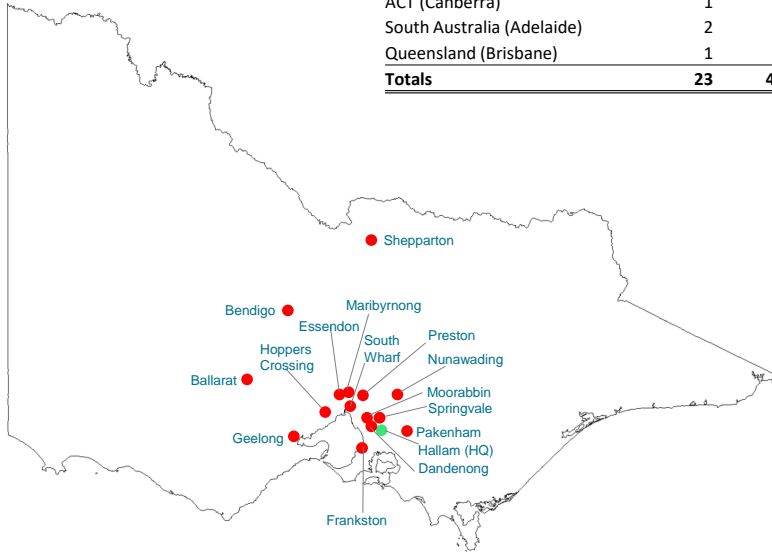 ACT (Canberra) 1
South Australia (Adelaide) 2
Queensland (Brisbane) 1
Totals 23 4
Shepparton
Bendigo
Maribyrnong
Essendon
South
Wharf
Preston
Hoppers
Crossing
Nunawading
Ballarat
Moorabbin
Springvale
Geelong
Pakenham
Hallam (HQ)
Dandenong
Frankston